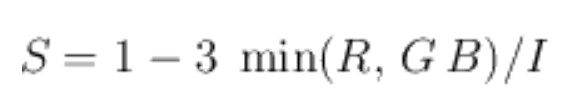 S = 1 − 3 min(R, G B)/I